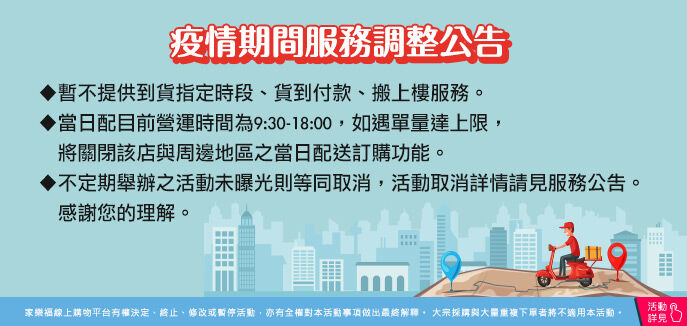 疫情期間服務調整公告
◆暫不提供到貨指定時段、貨到付款、搬上樓服務。
◆當日配目前營運時間為9:30-18:00,如遇單量達上限,
將關閉該店與周邊地區之當日配送訂購功能。
◆不定期舉辦之活動未曝光則等同取消,活動取消詳情請見服務公告。
感謝您的理解。
家樂福線上購物平台有權決定、終止、修改或暫停活動,亦有全權對本活動事項做出最終解釋。 大宗採購與大量重複下單者將不適用本活動。
活動
詳見